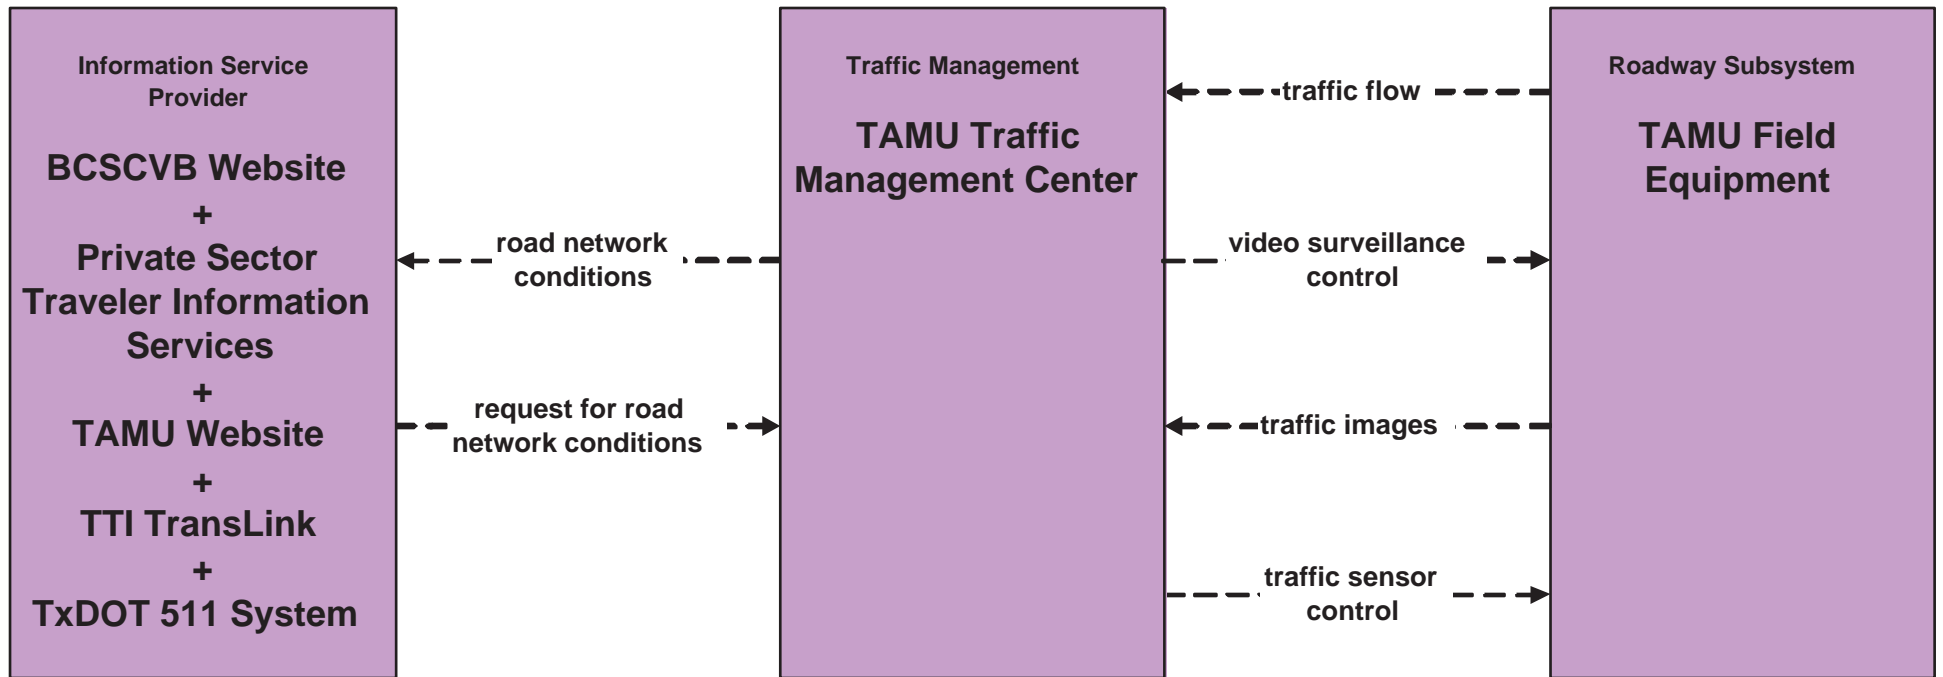 Information Service
Provider
BCSCVB Website
+
Private Sector
Traveler Information
Services
+
TAMU Website
+
TTI TransLink
+
TxDOT 511 System
road network
conditions
request for road
network conditions
Traffic Management
TAMU Traffic
Management Center
traffic flow
video surveillance
control
traffic images
traffic sensor
control
Roadway Subsystem
TAMU Field
Equipment